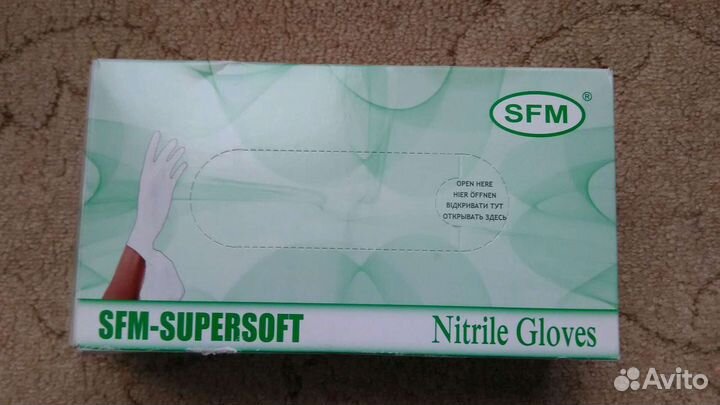 SFM®
OPEN HERE
HIER ÖFFNEN
ВІДКРИВАТИ ТУТ
ОТКРЫВАТЬ ЗДЕСЬ
SFM-SUPERSOFT
Nitrile Gloves
Avito